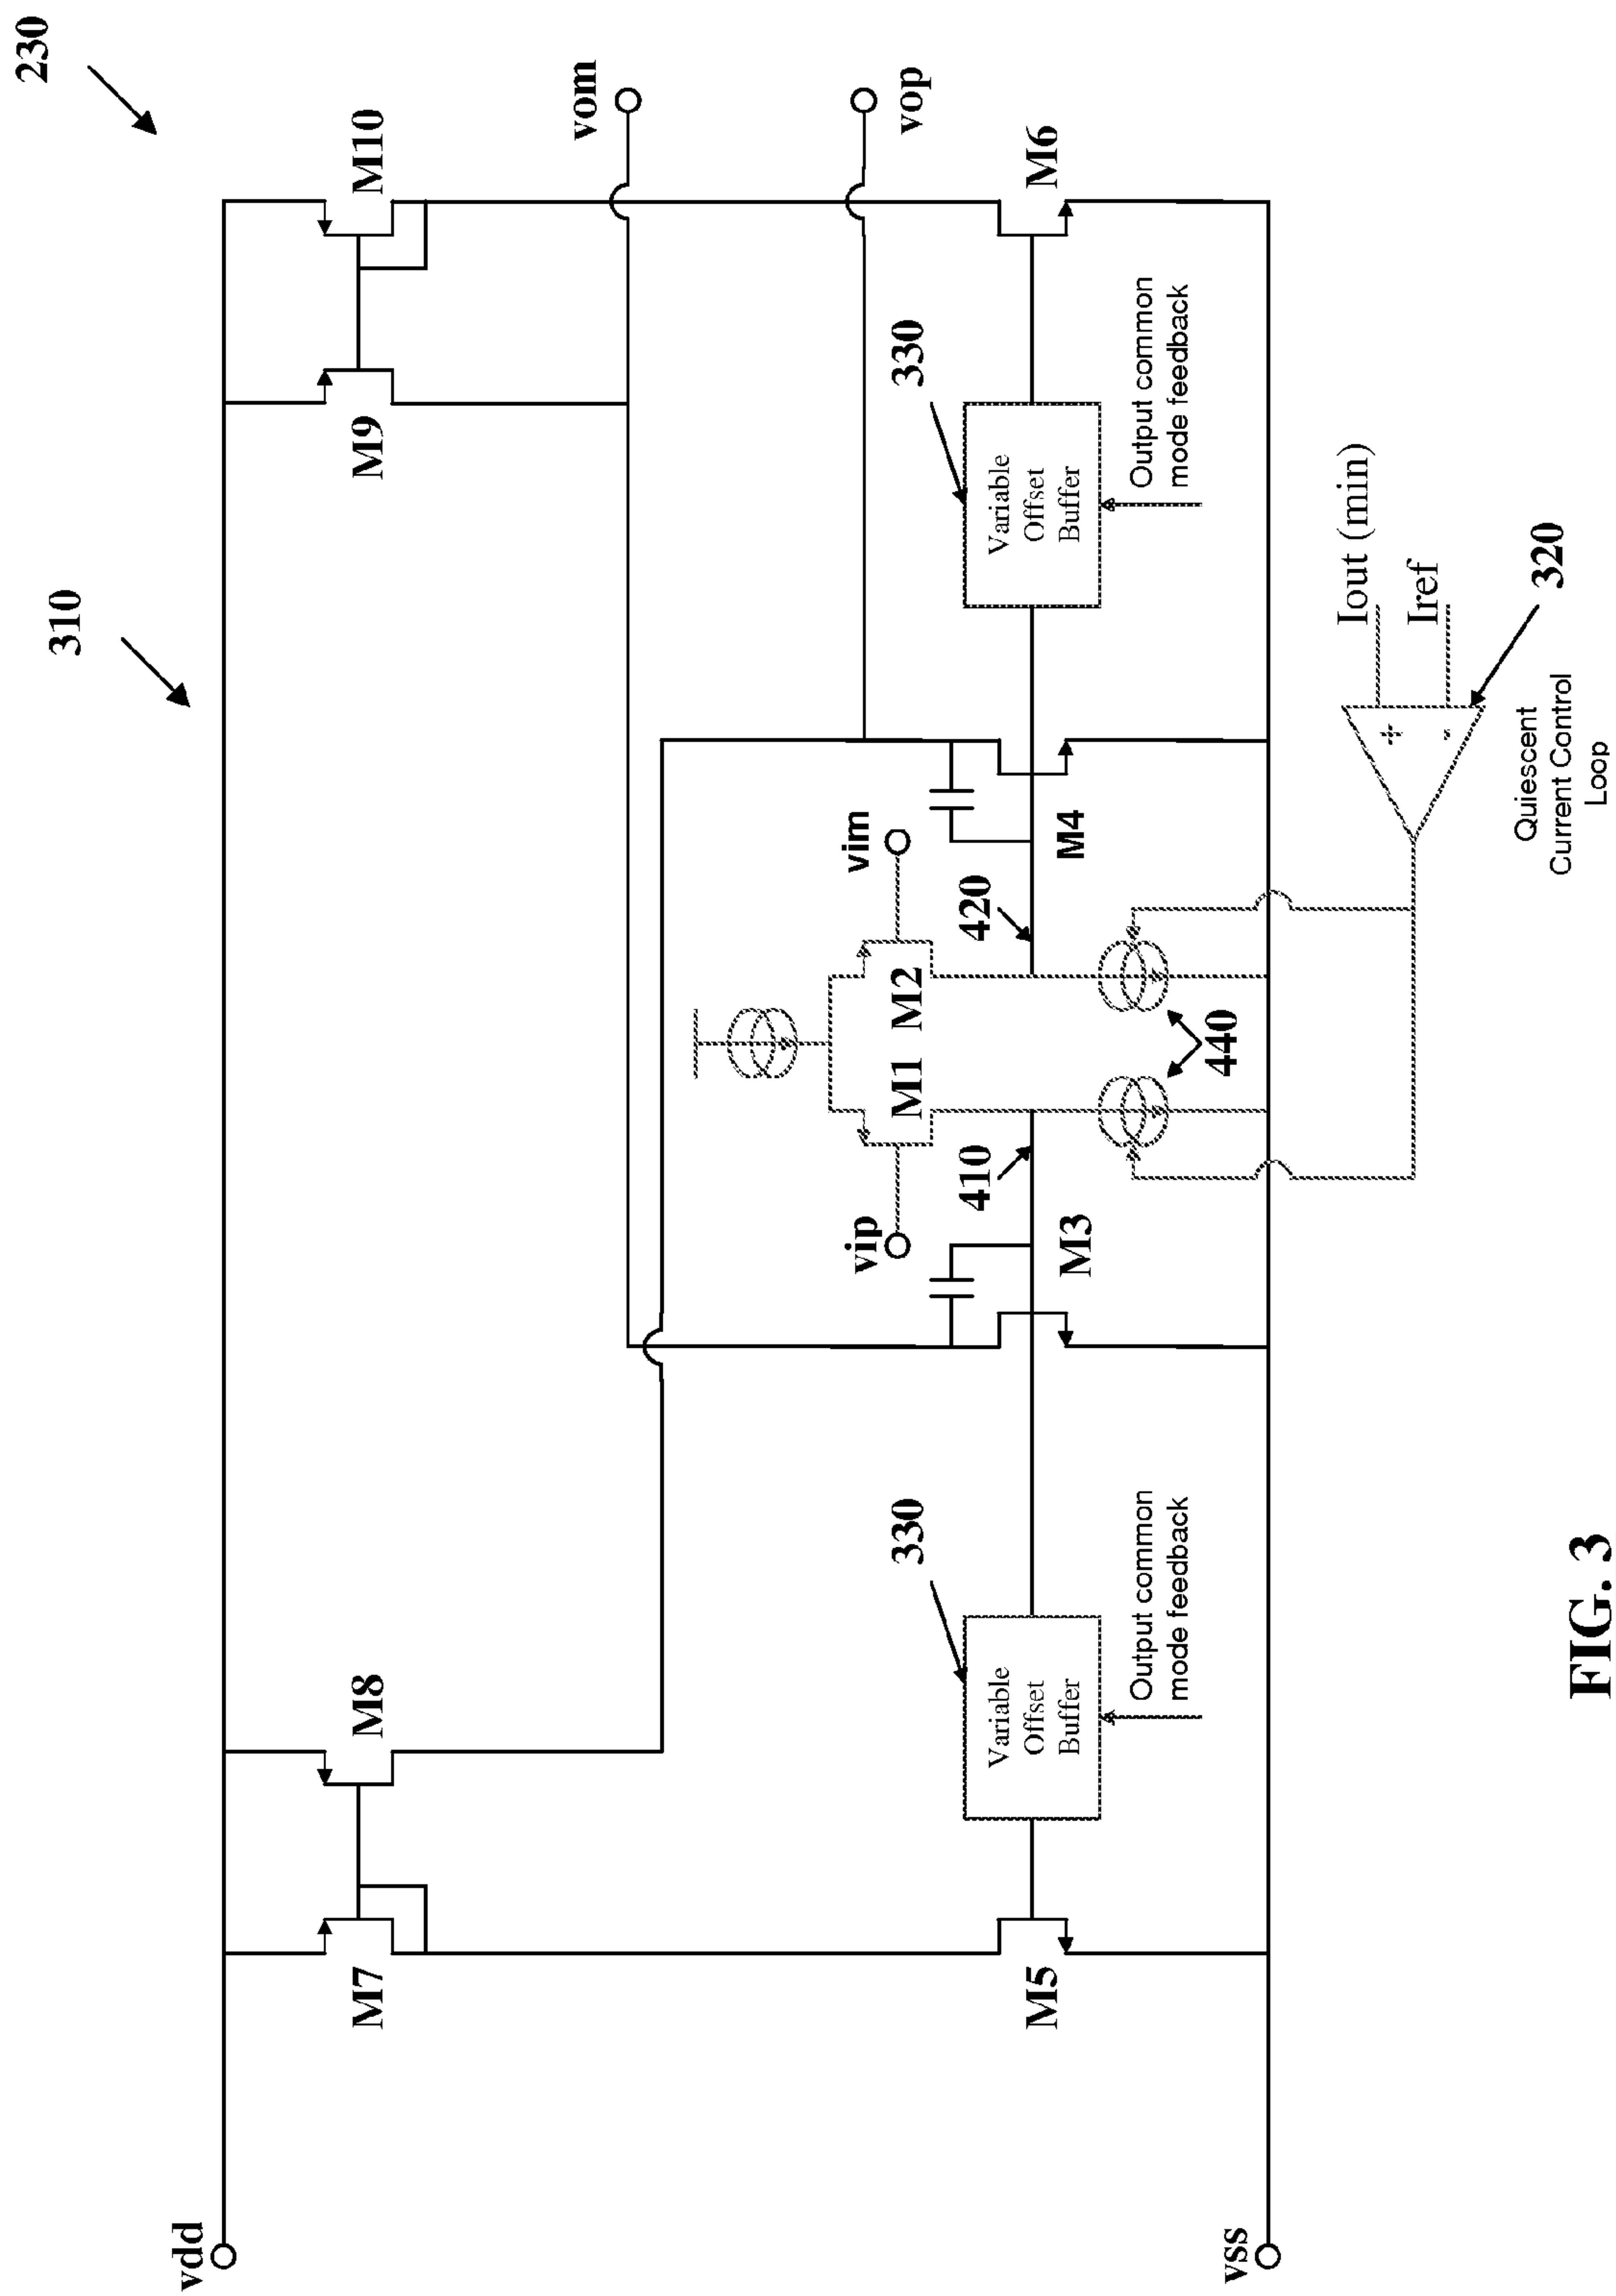 230
310
vdd
M7
M8
M9
M10
vom
vop
vip
vim
M1
M2
410
420
M3
M4
M5
M6
330
Variable
Offset
Buffer
Output common
mode feedback
330
Variable
Offset
Buffer
Output common
mode feedback
440
vss
+
-
Iout (min)
Iref
320
Quiescent
Current Control
Loop
FIG. 3